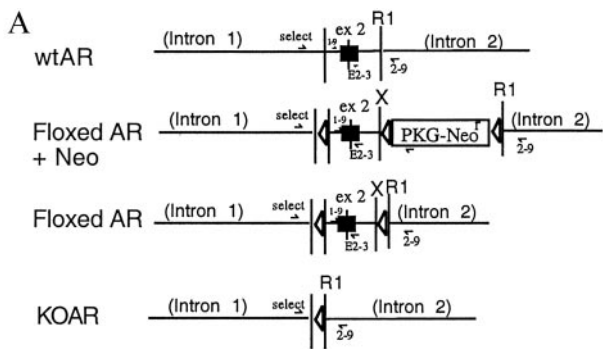 A
R1
(Intron 1) select 1-9 ex 2 (Intron 2)
wtAR
E2-3 2-9
X
(Intron 1) select 1-9 ex 2 R1 (Intron 2)
Floxed AR
+ Neo
PKG-Neo
E2-3 2-9
(Intron 1) select 1-9 ex 2 X R1 (Intron 2)
Floxed AR
E2-3 2-9
R1
(Intron 1) select (Intron 2)
KOAR
2-9